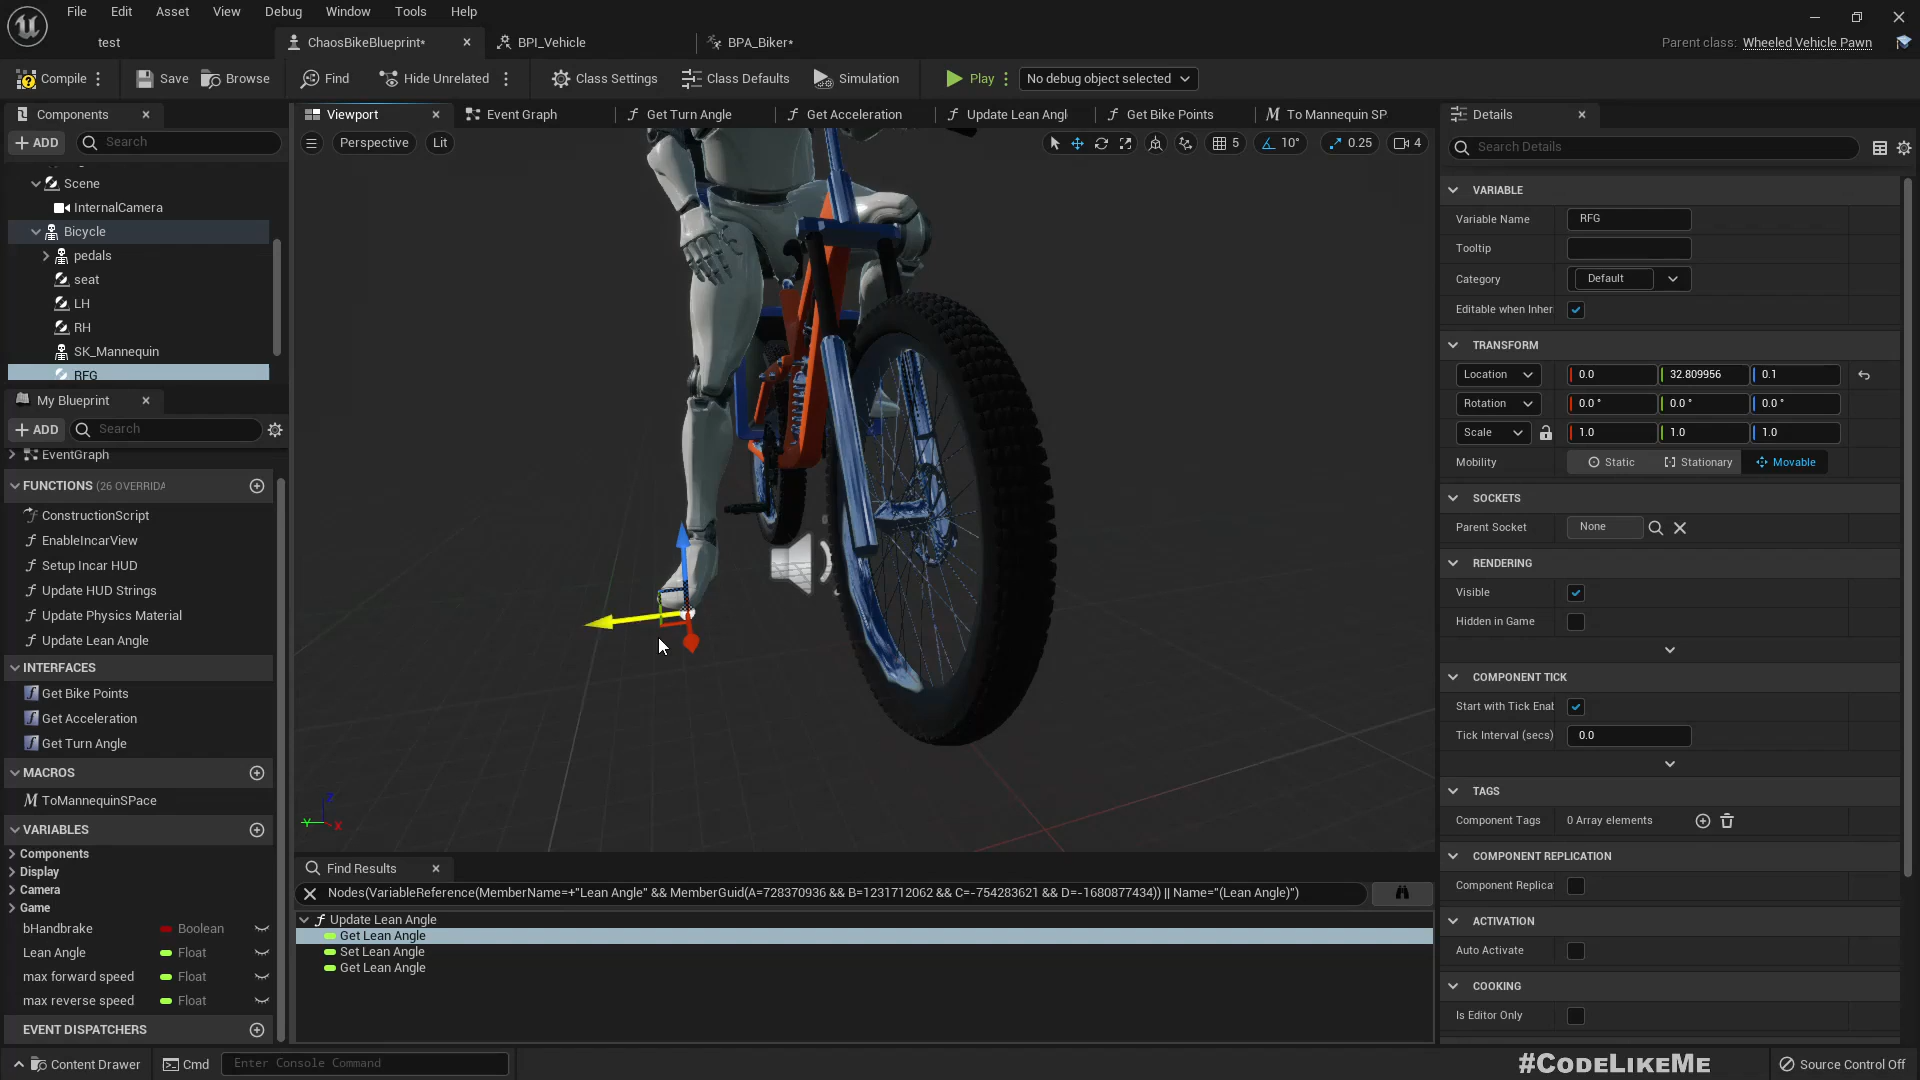 File Edit Asset View Debug Window Tools Help
test ChaosBikeBlueprint* BPI_Vehicle BPA_Biker* Parent class: Wheeled Vehicle Pawn
Compile Save Browse Find Hide Unrelated Class Settings Class Defaults Simulation Play No debug object selected
Components
ADD Search
Scene
InternalCamera
Bicycle
pedals
seat
LH
RH
SK_Mannequin
RFG
My Blueprint
ADD Search
EventGraph
FUNCTIONS (26 OVERRIDA
ConstructionScript
EnableIncarView
Setup Incar HUD
Update HUD Strings
Update Physics Material
Update Lean Angle
INTERFACES
Get Bike Points
Get Acceleration
Get Turn Angle
MACROS
ToMannequinSPace
VARIABLES
Components
Display
Camera
Game
bHandbrake Boolean
Lean Angle Float
max forward speed Float
max reverse speed Float
EVENT DISPATCHERS
Viewport Event Graph Get Turn Angle Get Acceleration Update Lean Angl Get Bike Points To Mannequin SP
Perspective Lit 5 10° 0.25 4
Z
Y X
Find Results
Nodes(VariableReference(MemberName=+"Lean Angle" && MemberGuid(A=728370936 && B=1231712062 && C=-754283621 && D=-1680877434)) || Name="(Lean Angle)")
Update Lean Angle
Get Lean Angle
Set Lean Angle
Get Lean Angle
Details
Search Details
VARIABLE
Variable Name RFG
Tooltip
Category Default
Editable when Inher
TRANSFORM
Location 0.0 32.809956 0.1
Rotation 0.0 ° 0.0 ° 0.0 °
Scale 1.0 1.0 1.0
Mobility Static Stationary Movable
SOCKETS
Parent Socket None
RENDERING
Visible
Hidden in Game
COMPONENT TICK
Start with Tick Enat
Tick Interval (secs) 0.0
TAGS
Component Tags 0 Array elements
COMPONENT REPLICATION
Component Replica
ACTIVATION
Auto Activate
COOKING
Is Editor Only
Content Drawer Cmd Enter Console Command #CODELIKEME Source Control Off